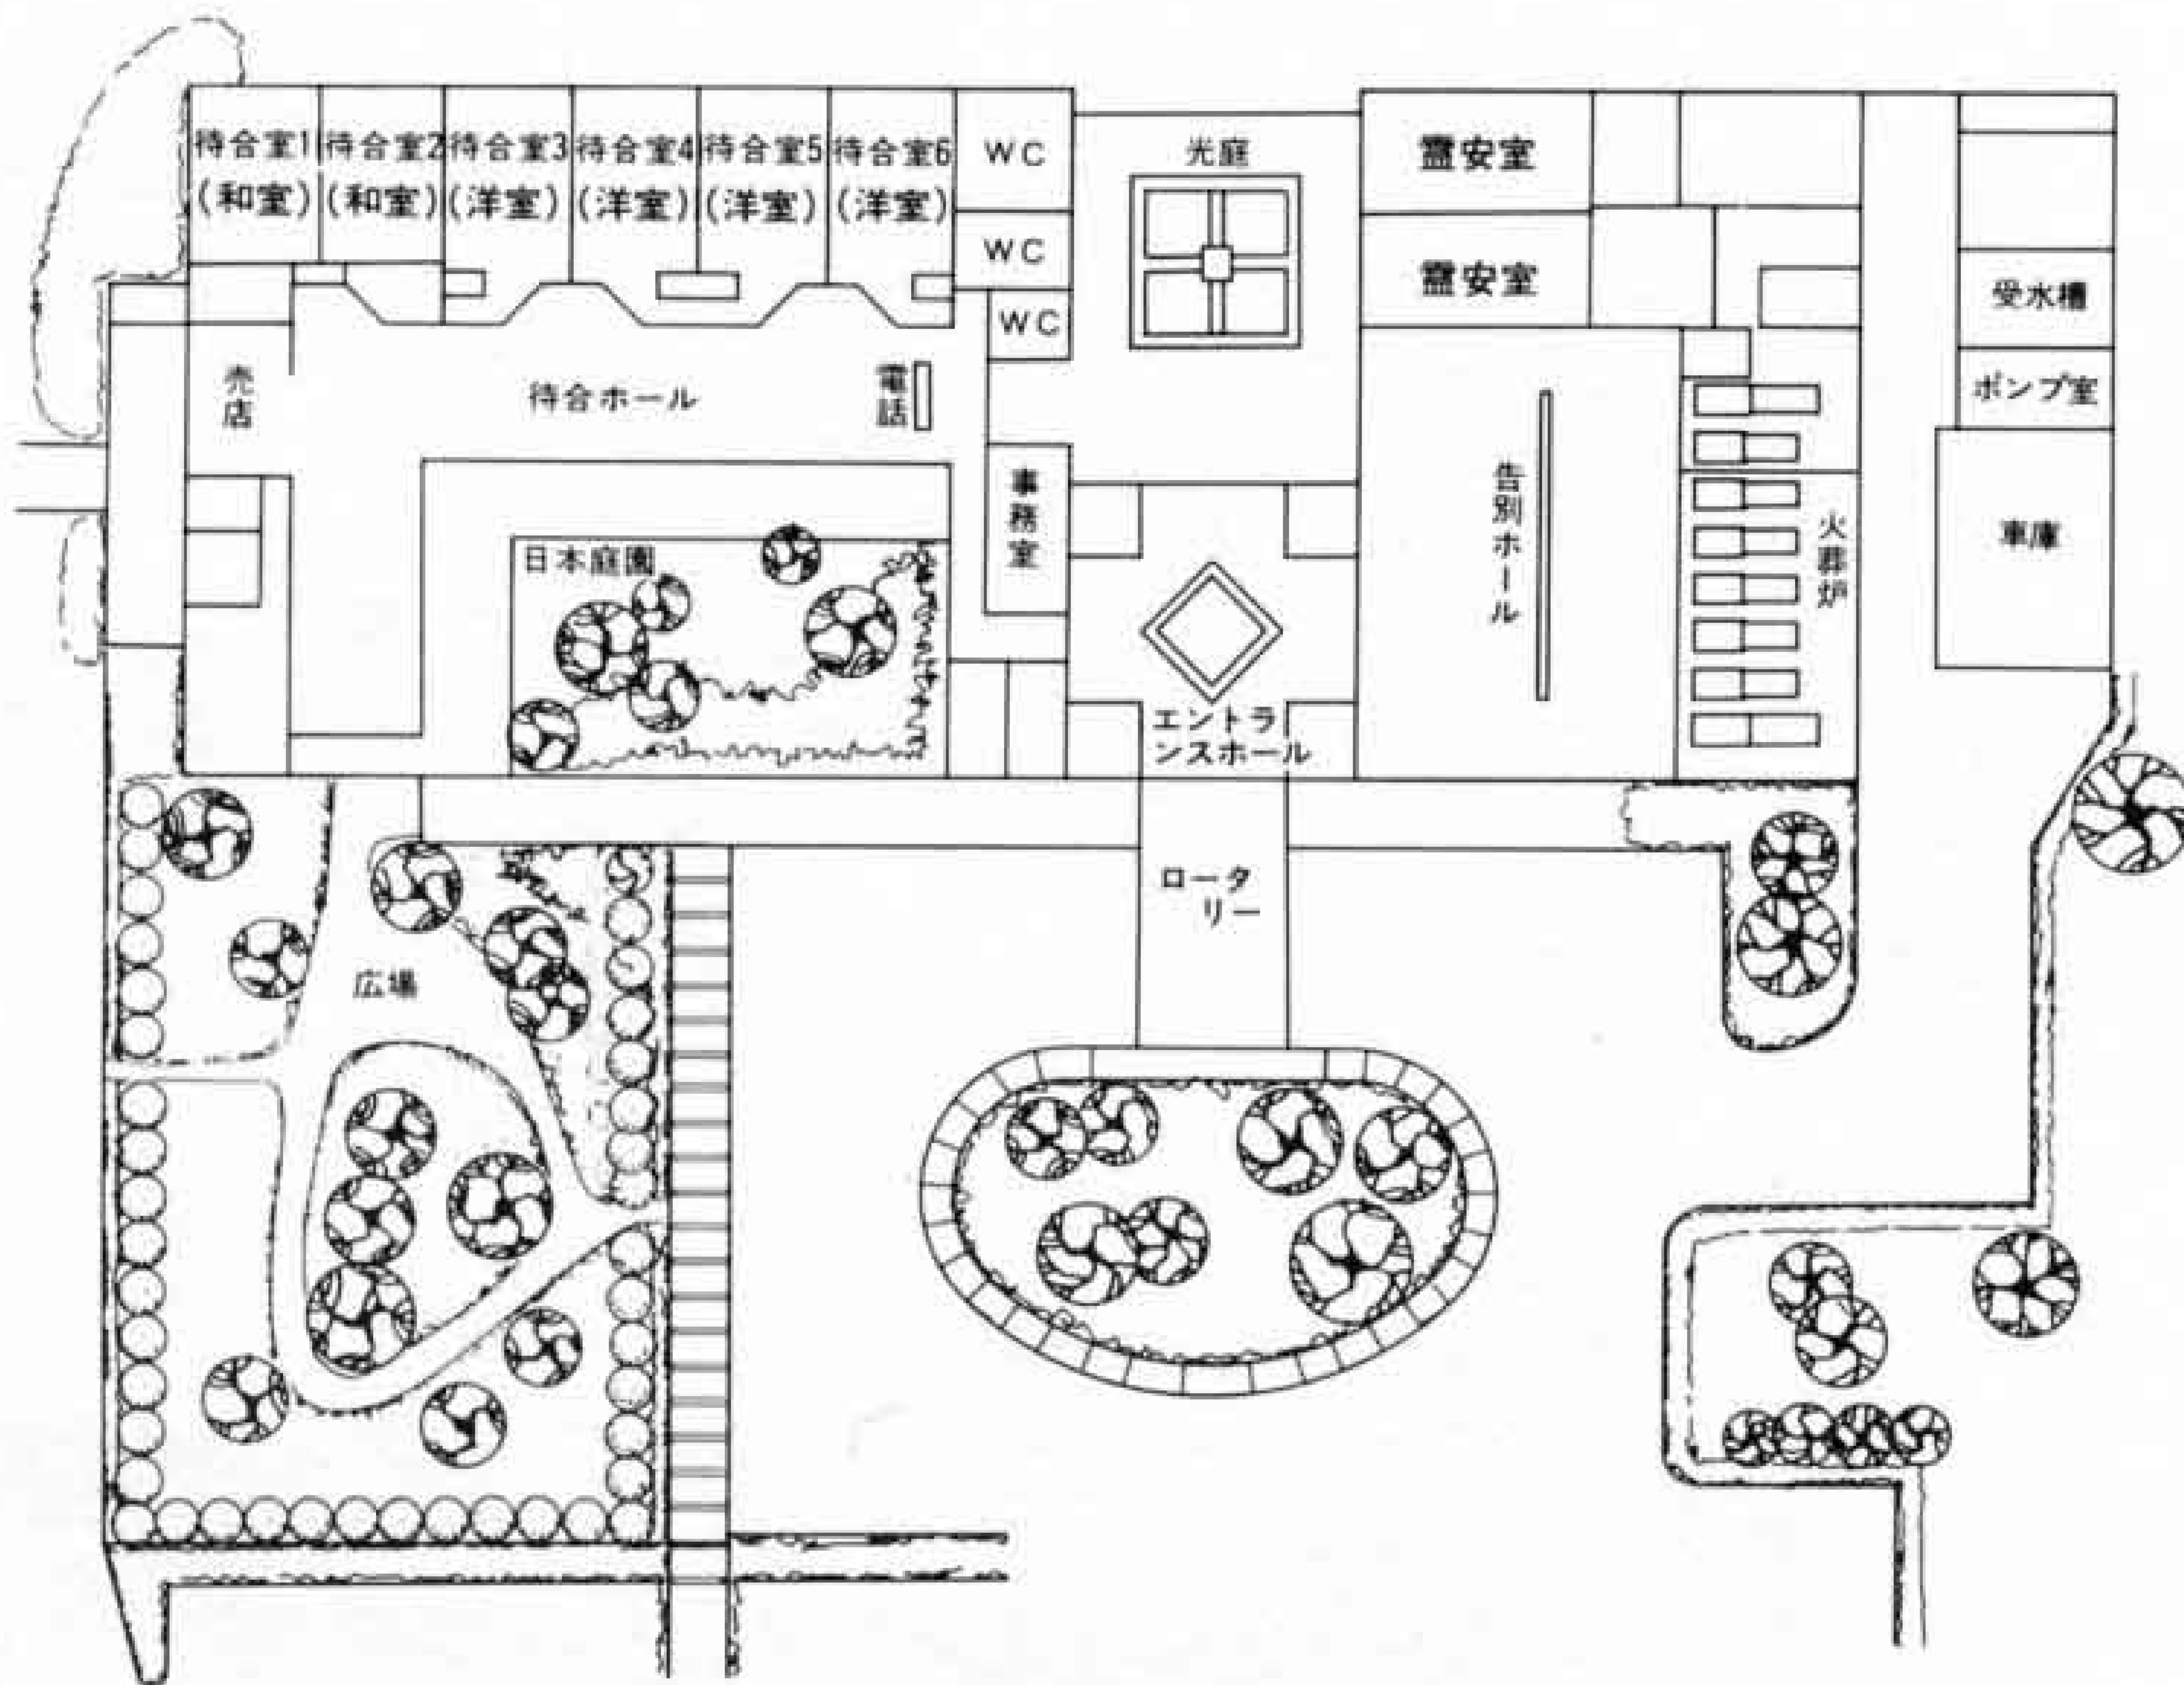 待合室1
(和室)
待合室2
(和室)
待合室3
(洋室)
待合室4
(洋室)
待合室5
(洋室)
待合室6
(洋室)
WC
WC
WC
光庭
霊安室
霊安室
受水槽
ポンプ室
車庫
売店
待合ホール
電話
事務室
日本庭園
エントラ
ンスホール
告別ホール
火葬炉
ロータ
リー
広場